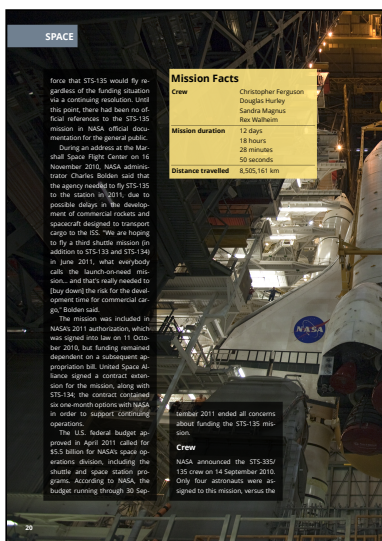 SPACE
force that STS-135 would fly re-
gardless of the funding situation
via a continuing resolution. Until
this point, there had been no of-
ficial references to the STS-135
mission in NASA official docu-
mentation for the general public.
During an address at the Mar-
shall Space Flight Center on 16
November 2010, NASA adminis-
trator Charles Bolden said that
the agency needed to fly STS-135
to the station in 2011, due to
possible delays in the develop-
ment of commercial rockets and
spacecraft designed to transport
cargo to the ISS. "We are hoping
to fly a third shuttle mission (in
addition to STS-133 and STS-134)
in June 2011, what everybody
calls the launch-on-need mis-
sion... and that's really needed to
[buy down] the risk for the devel-
opment time for commercial car-
go," Bolden said.
The mission was included in
NASA's 2011 authorization, which
was signed into law on 11 Octo-
ber 2010, but funding remained
dependent on a subsequent ap-
propriation bill. United Space Al-
liance signed a contract exten-
sion for the mission, along with
STS-134; the contract contained
six one-month options with NASA
in order to support continuing
operations.
The U.S. federal budget ap-
proved in April 2011 called for
$5.5 billion for NASA's space op-
erations division, including the
shuttle and space station pro-
grams. According to NASA, the
budget running through 30 Sep-
tember 2011 ended all concerns
about funding the STS-135 mis-
sion.
Crew
NASA announced the STS-335/
135 crew on 14 September 2010.
Only four astronauts were as-
signed to this mission, versus the
Mission Facts
Crew Christopher Ferguson
Douglas Hurley
Sandra Magnus
Rex Walheim
Mission duration 12 days
18 hours
28 minutes
50 seconds
Distance travelled 8,505,161 km
NASA
20